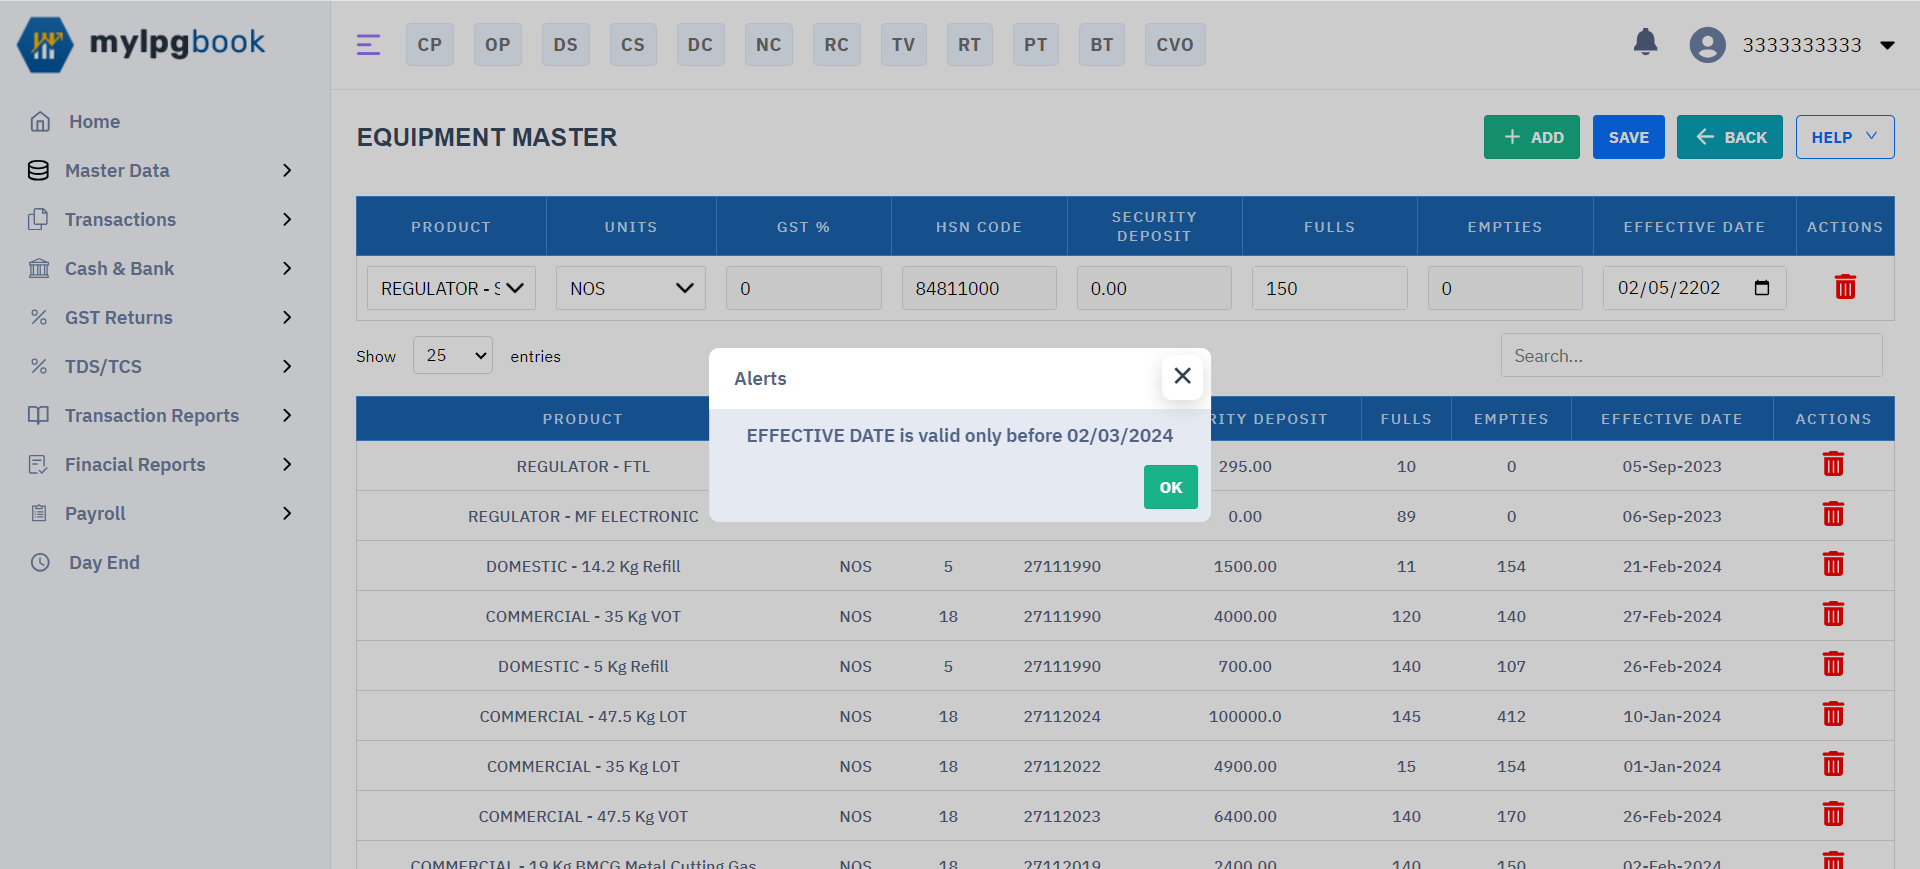 mylpgbook
CP OP DS CS DC NC RC TV RT PT BT CVO
3333333333
Home
Master Data
Transactions
Cash & Bank
GST Returns
TDS/TCS
Transaction Reports
Finacial Reports
Payroll
Day End
EQUIPMENT MASTER
+ ADD SAVE BACK HELP
PRODUCT UNITS GST % HSN CODE SECURITY DEPOSIT FULLS EMPTIES EFFECTIVE DATE ACTIONS
REGULATOR - NOS 0 84811000 0.00 150 0 02/05/2202
Show 25 entries Search...
Alerts
EFFECTIVE DATE is valid only before 02/03/2024
OK
PRODUCT DEPOSIT FULLS EMPTIES EFFECTIVE DATE ACTIONS
REGULATOR - FTL 295.00 10 0 05-Sep-2023
REGULATOR - MF ELECTRONIC 0.00 89 0 06-Sep-2023
DOMESTIC - 14.2 Kg Refill NOS 5 27111990 1500.00 11 154 21-Feb-2024
COMMERCIAL - 35 Kg VOT NOS 18 27111990 4000.00 120 140 27-Feb-2024
DOMESTIC - 5 Kg Refill NOS 5 27111990 700.00 140 107 26-Feb-2024
COMMERCIAL - 47.5 Kg LOT NOS 18 27112024 100000.0 145 412 10-Jan-2024
COMMERCIAL - 35 Kg LOT NOS 18 27112022 4900.00 15 154 01-Jan-2024
COMMERCIAL - 47.5 Kg VOT NOS 18 27112023 6400.00 140 170 26-Feb-2024
COMMERCIAL - 19 Kg BMCG Metal Cutting Gas NOS 18 27112019 2400.00 140 150 02-Feb-2024